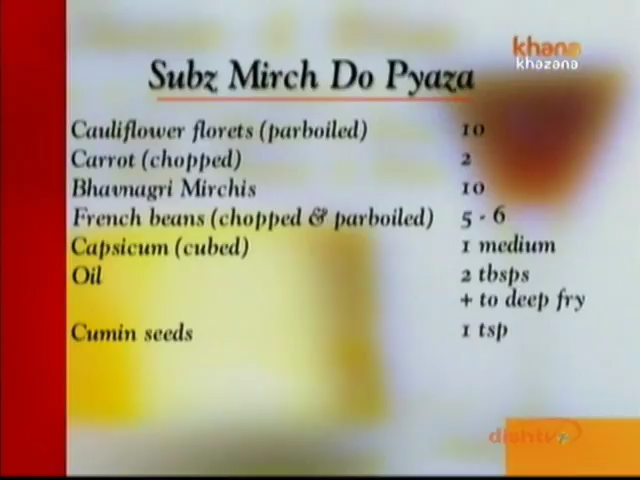 khana
khazana
Subz Mirch Do Pyaza
Cauliflower florets (parboiled) 10
Carrot (chopped) 2
Bhavnagri Mirchis 10
French beans (chopped & parboiled) 5 - 6
Capsicum (cubed) 1 medium
Oil 2 tbsps
+ to deep fry
Cumin seeds 1 tsp
dishtv